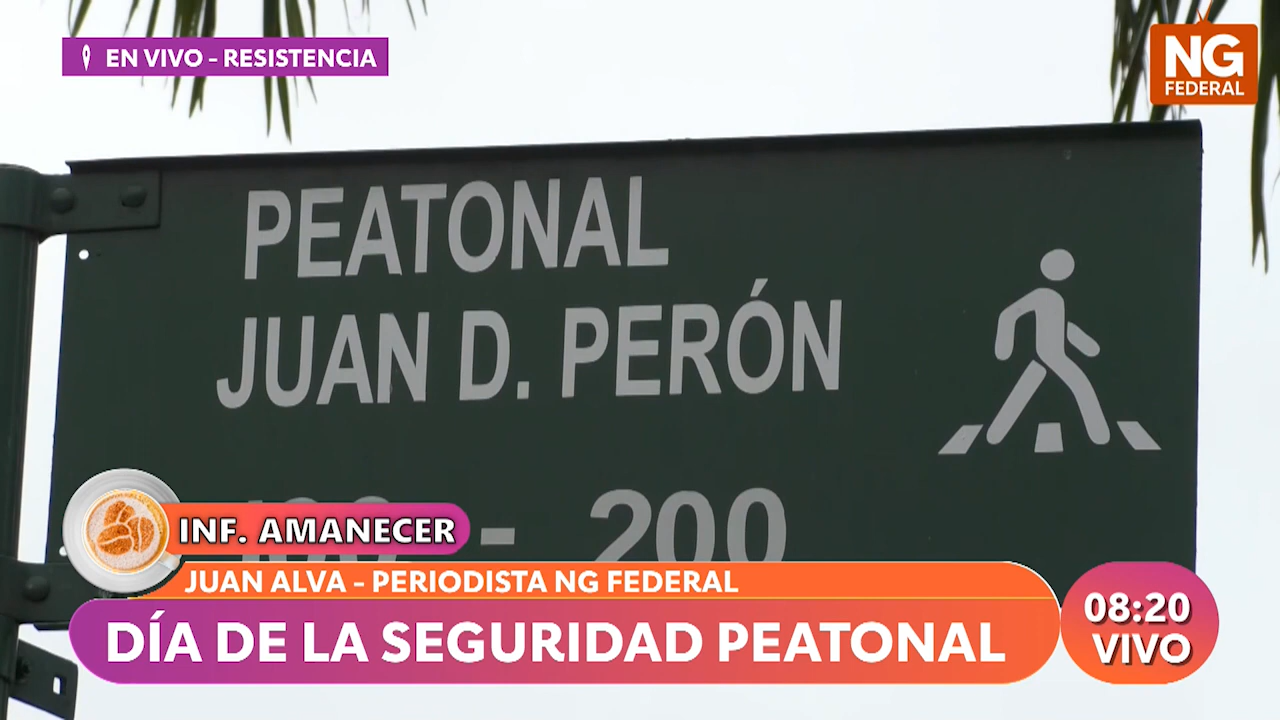 EN VIVO - RESISTENCIA
NG
FEDERAL
PEATONAL
JUAN D. PERÓN
100 - 200
INF. AMANECER
JUAN ALVA - PERIODISTA NG FEDERAL
DÍA DE LA SEGURIDAD PEATONAL
08:20
VIVO